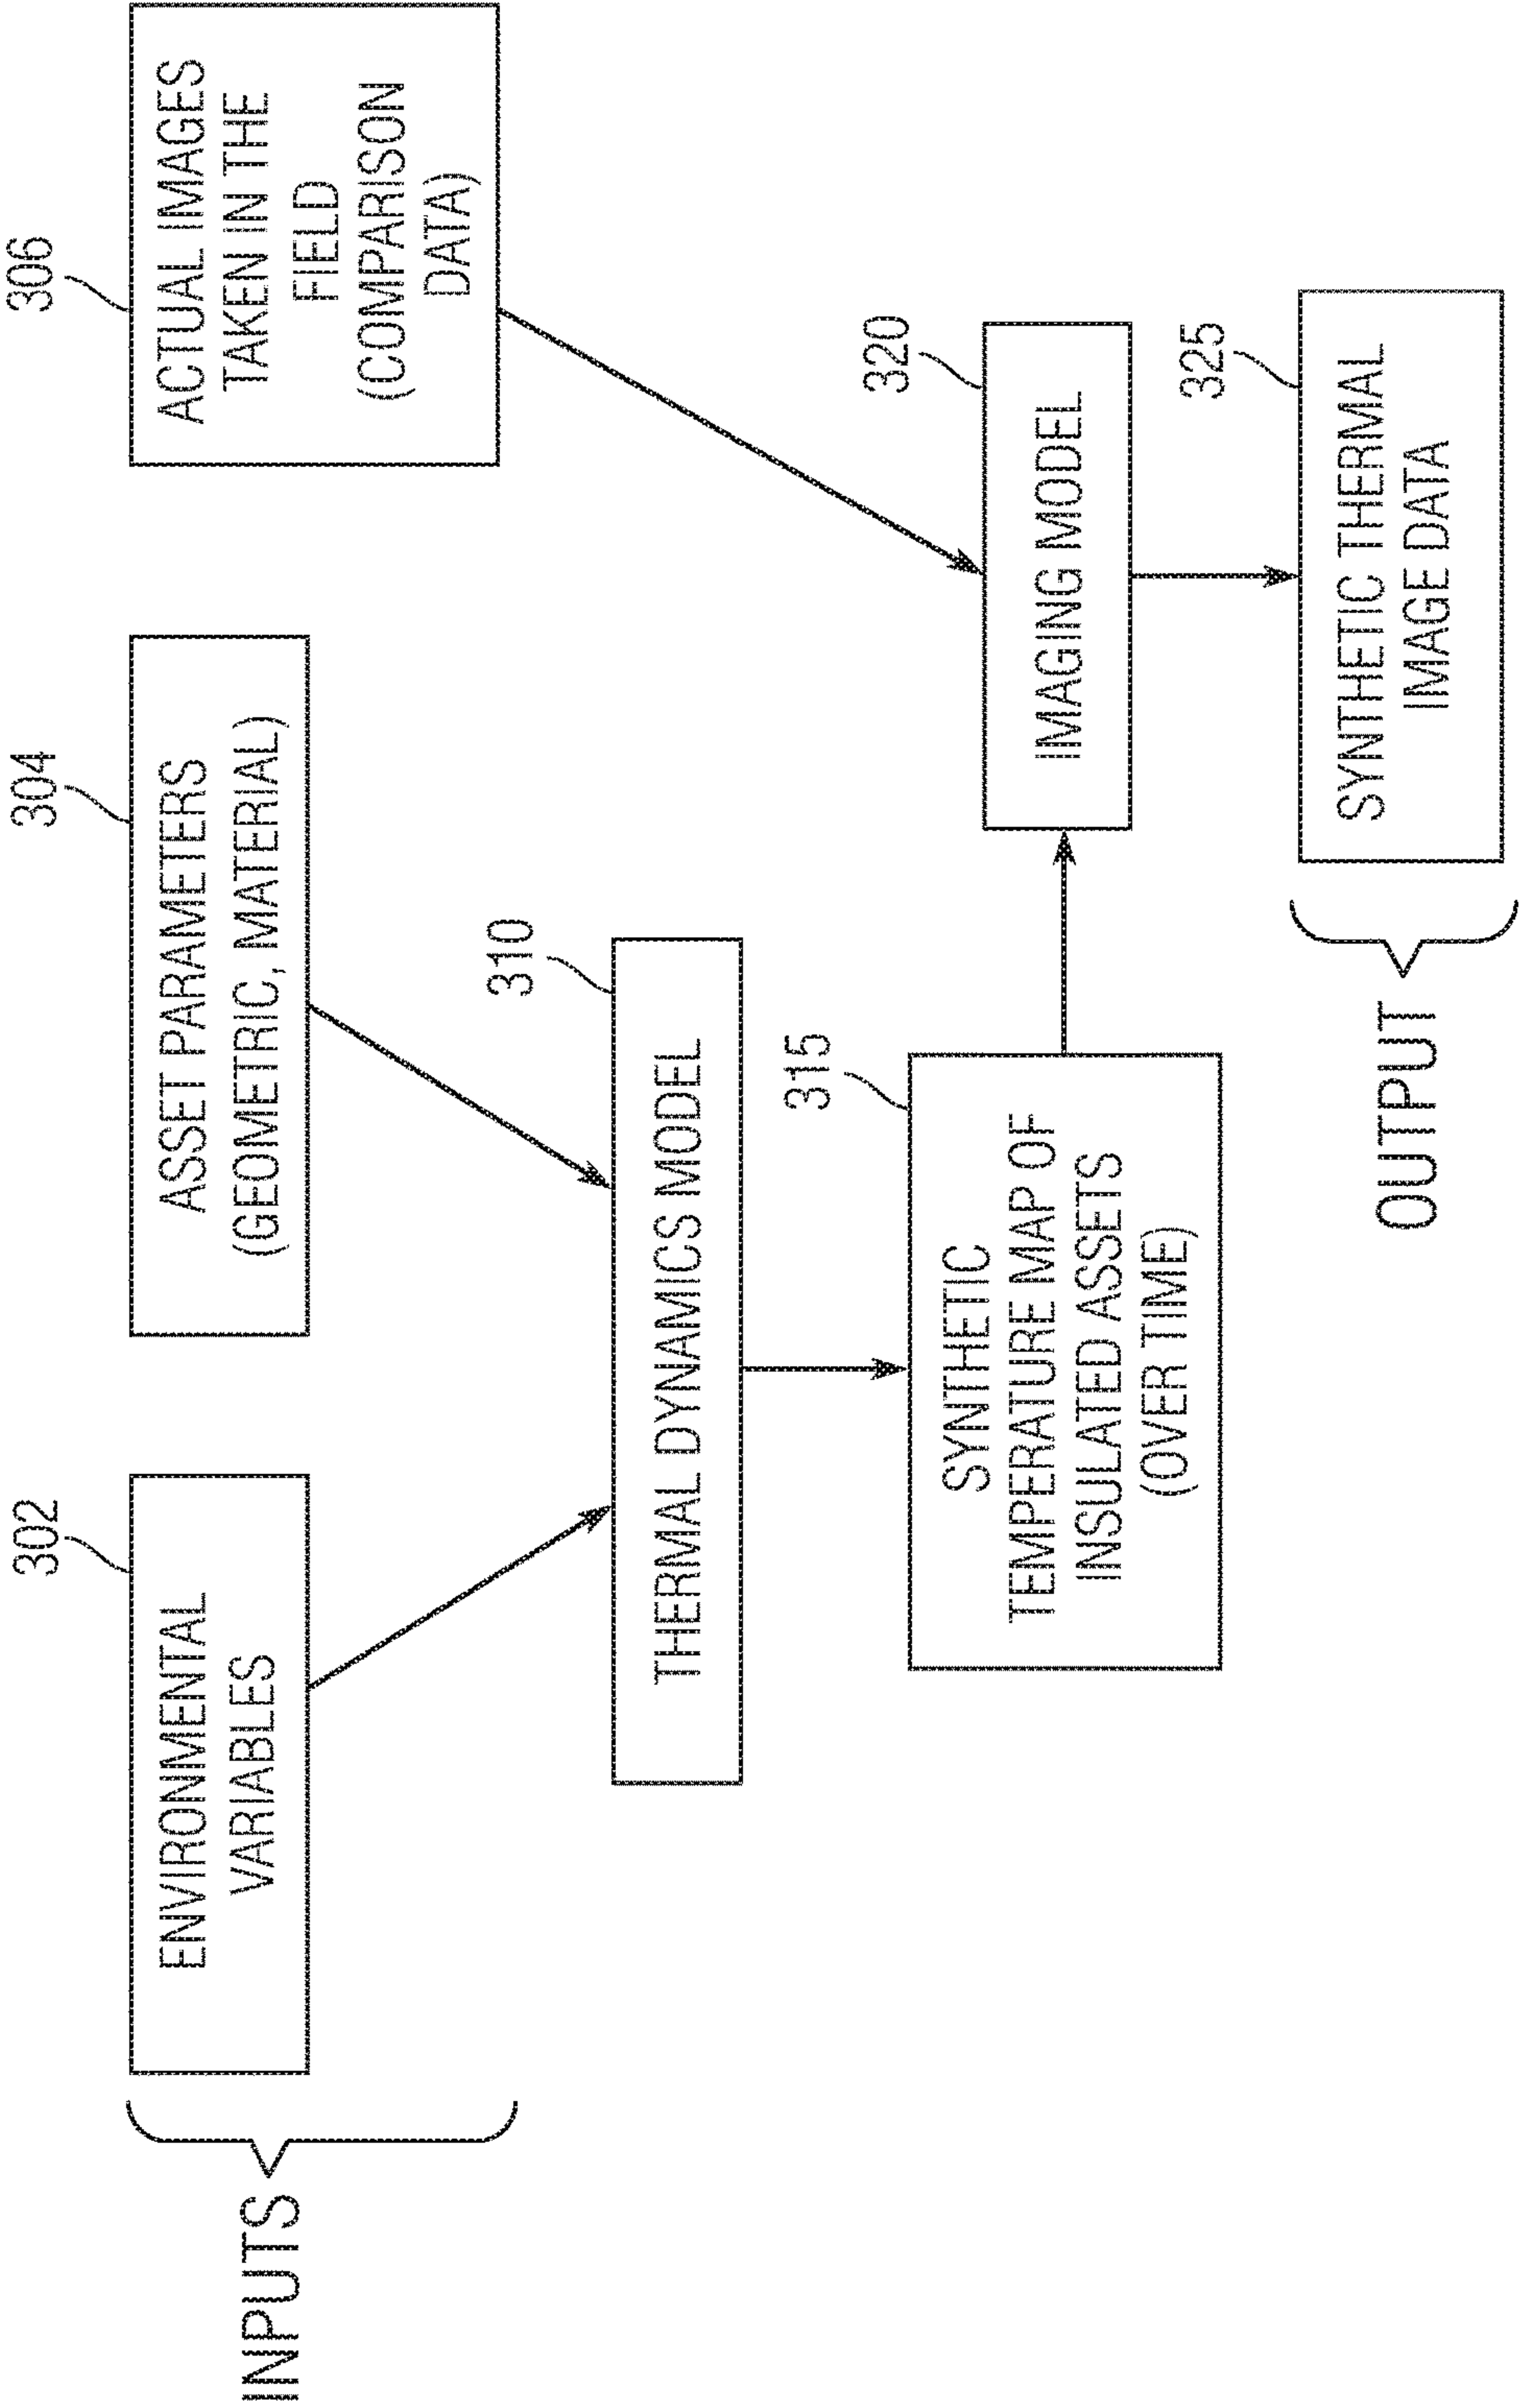 INPUTS
302
ENVIRONMENTAL
VARIABLES
304
ASSET PARAMETERS
(GEOMETRIC, MATERIAL)
306
ACTUAL IMAGES
TAKEN IN THE
FIELD
(COMPARISON
DATA)
310
THERMAL DYNAMICS MODEL
315
SYNTHETIC
TEMPERATURE MAP OF
INSULATED ASSETS
(OVER TIME)
320
IMAGING MODEL
OUTPUT
325
SYNTHETIC THERMAL
IMAGE DATA